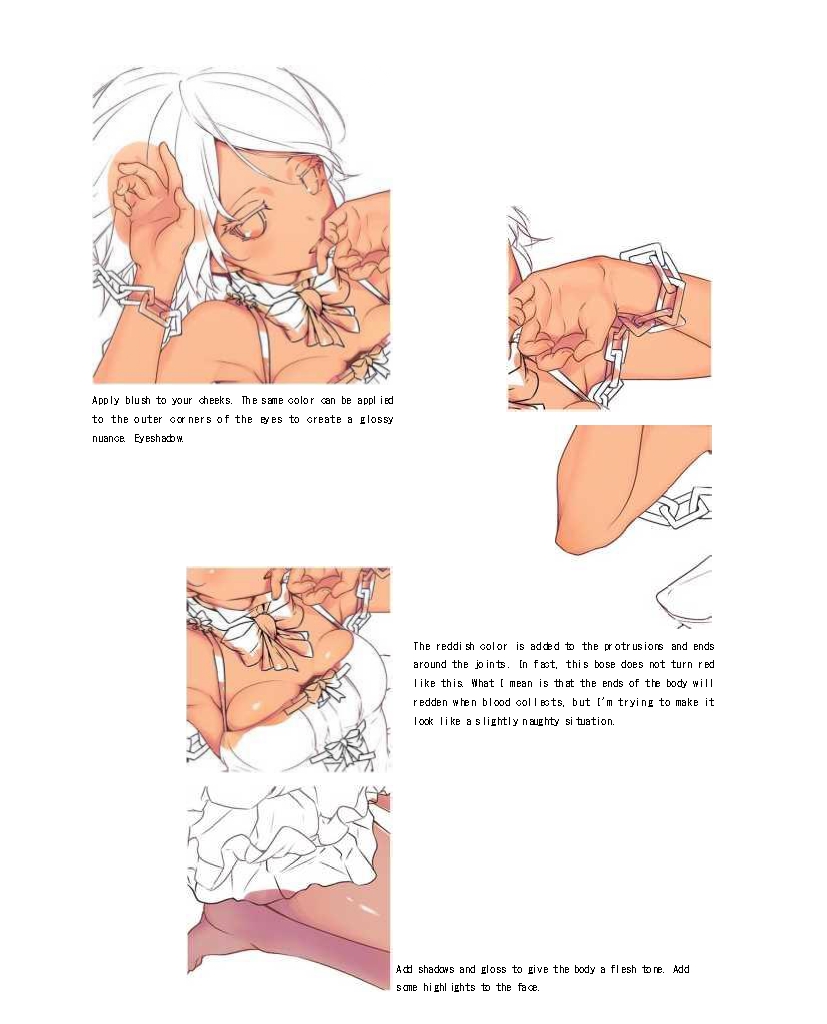 Apply blush to your cheeks. The same color can be applied
to the outer corners of the eyes to create a glossy
nuance. Eyeshadow.
The reddish color is added to the protrusions and ends
around the joints. In fact, this bose does not turn red
like this. What I mean is that the ends of the body will
redden when blood collects, but I'm trying to make it
look like a slightly naughty situation.
Add shadows and gloss to give the body a flesh tone. Add
some highlights to the face.